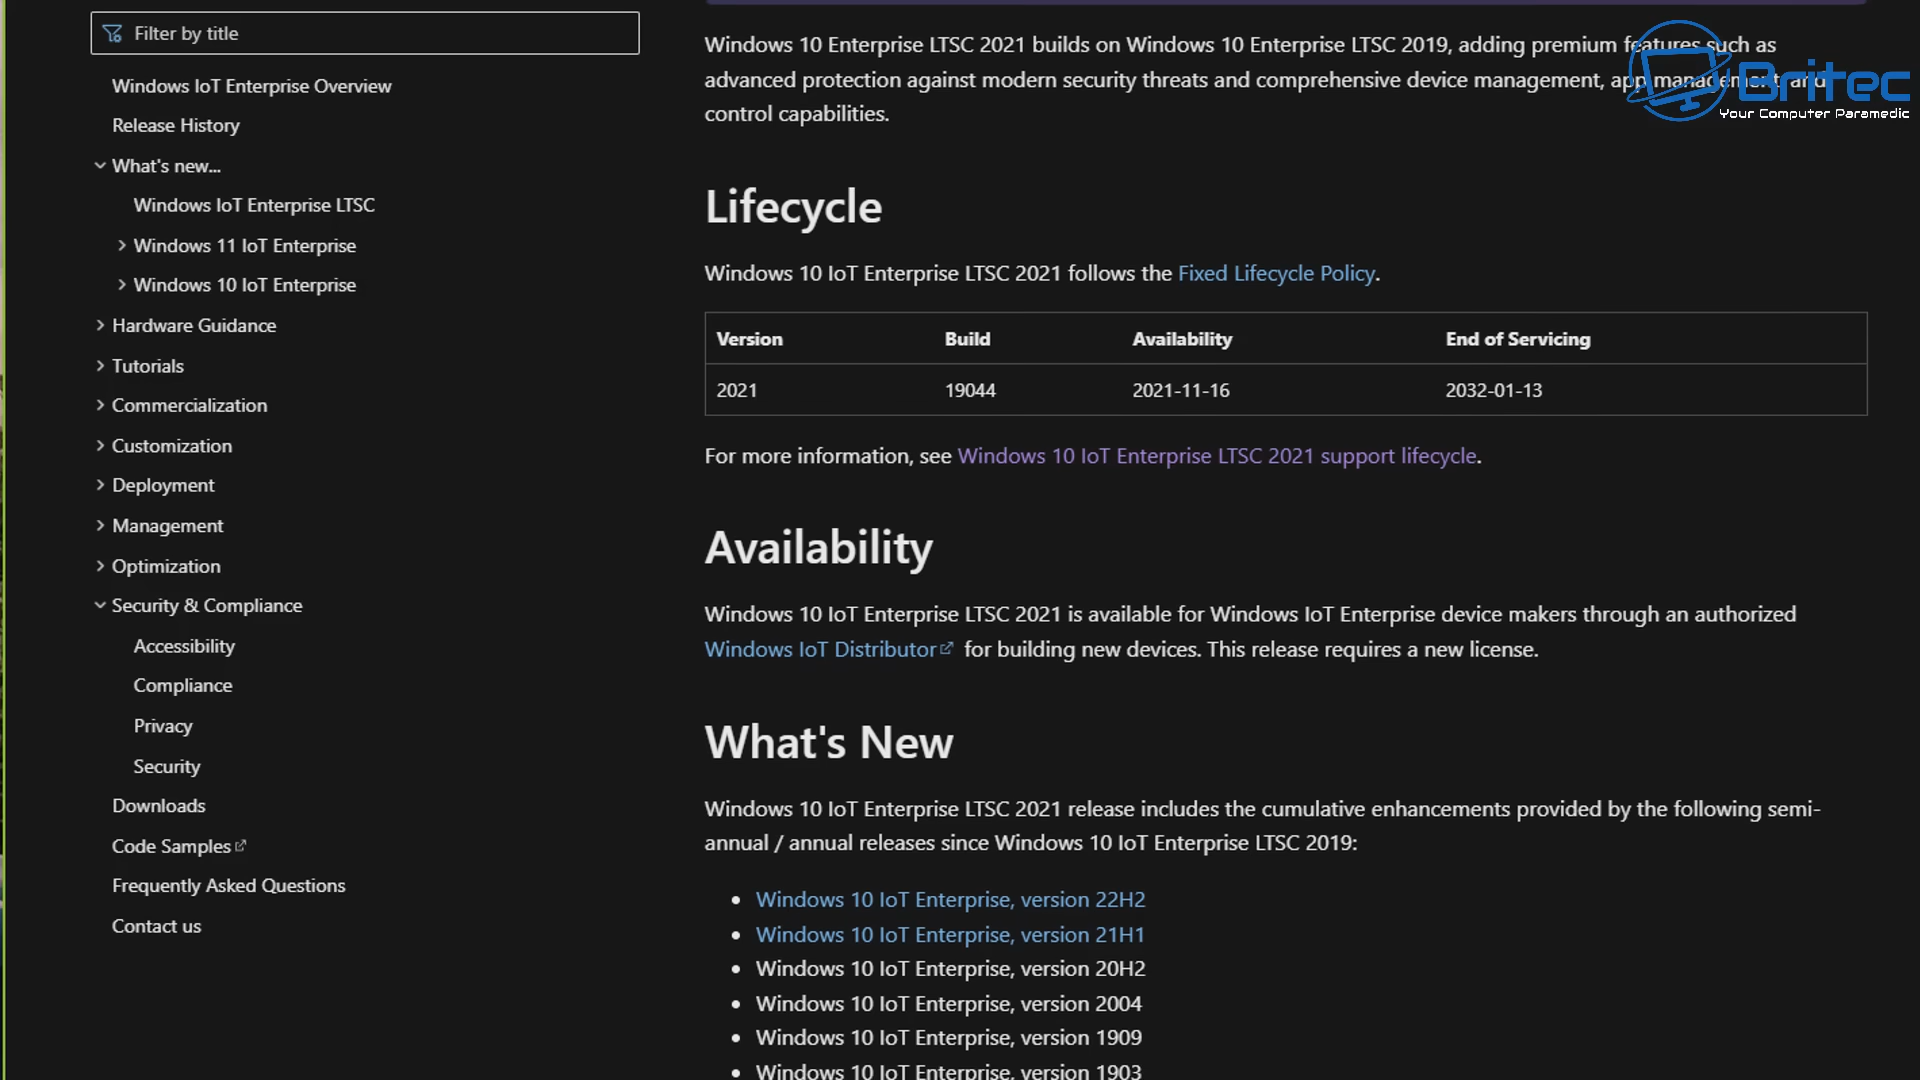 Filter by title
Windows IoT Enterprise Overview
Release History
What's new...
Windows IoT Enterprise LTSC
Windows 11 IoT Enterprise
Windows 10 IoT Enterprise
Hardware Guidance
Tutorials
Commercialization
Customization
Deployment
Management
Optimization
Security & Compliance
Accessibility
Compliance
Privacy
Security
Downloads
Code Samples
Frequently Asked Questions
Contact us
Windows 10 Enterprise LTSC 2021 builds on Windows 10 Enterprise LTSC 2019, adding premium features such as
advanced protection against modern security threats and comprehensive device management, app management, and
control capabilities.
Britec
Your Computer Paramedic
Lifecycle
Windows 10 IoT Enterprise LTSC 2021 follows the Fixed Lifecycle Policy.
Version Build Availability End of Servicing
2021 19044 2021-11-16 2032-01-13
For more information, see Windows 10 IoT Enterprise LTSC 2021 support lifecycle.
Availability
Windows 10 IoT Enterprise LTSC 2021 is available for Windows IoT Enterprise device makers through an authorized
Windows IoT Distributor for building new devices. This release requires a new license.
What's New
Windows 10 IoT Enterprise LTSC 2021 release includes the cumulative enhancements provided by the following semi-
annual / annual releases since Windows 10 IoT Enterprise LTSC 2019:
• Windows 10 IoT Enterprise, version 22H2
• Windows 10 IoT Enterprise, version 21H1
• Windows 10 IoT Enterprise, version 20H2
• Windows 10 IoT Enterprise, version 2004
• Windows 10 IoT Enterprise, version 1909
• Windows 10 IoT Enterprise, version 1903